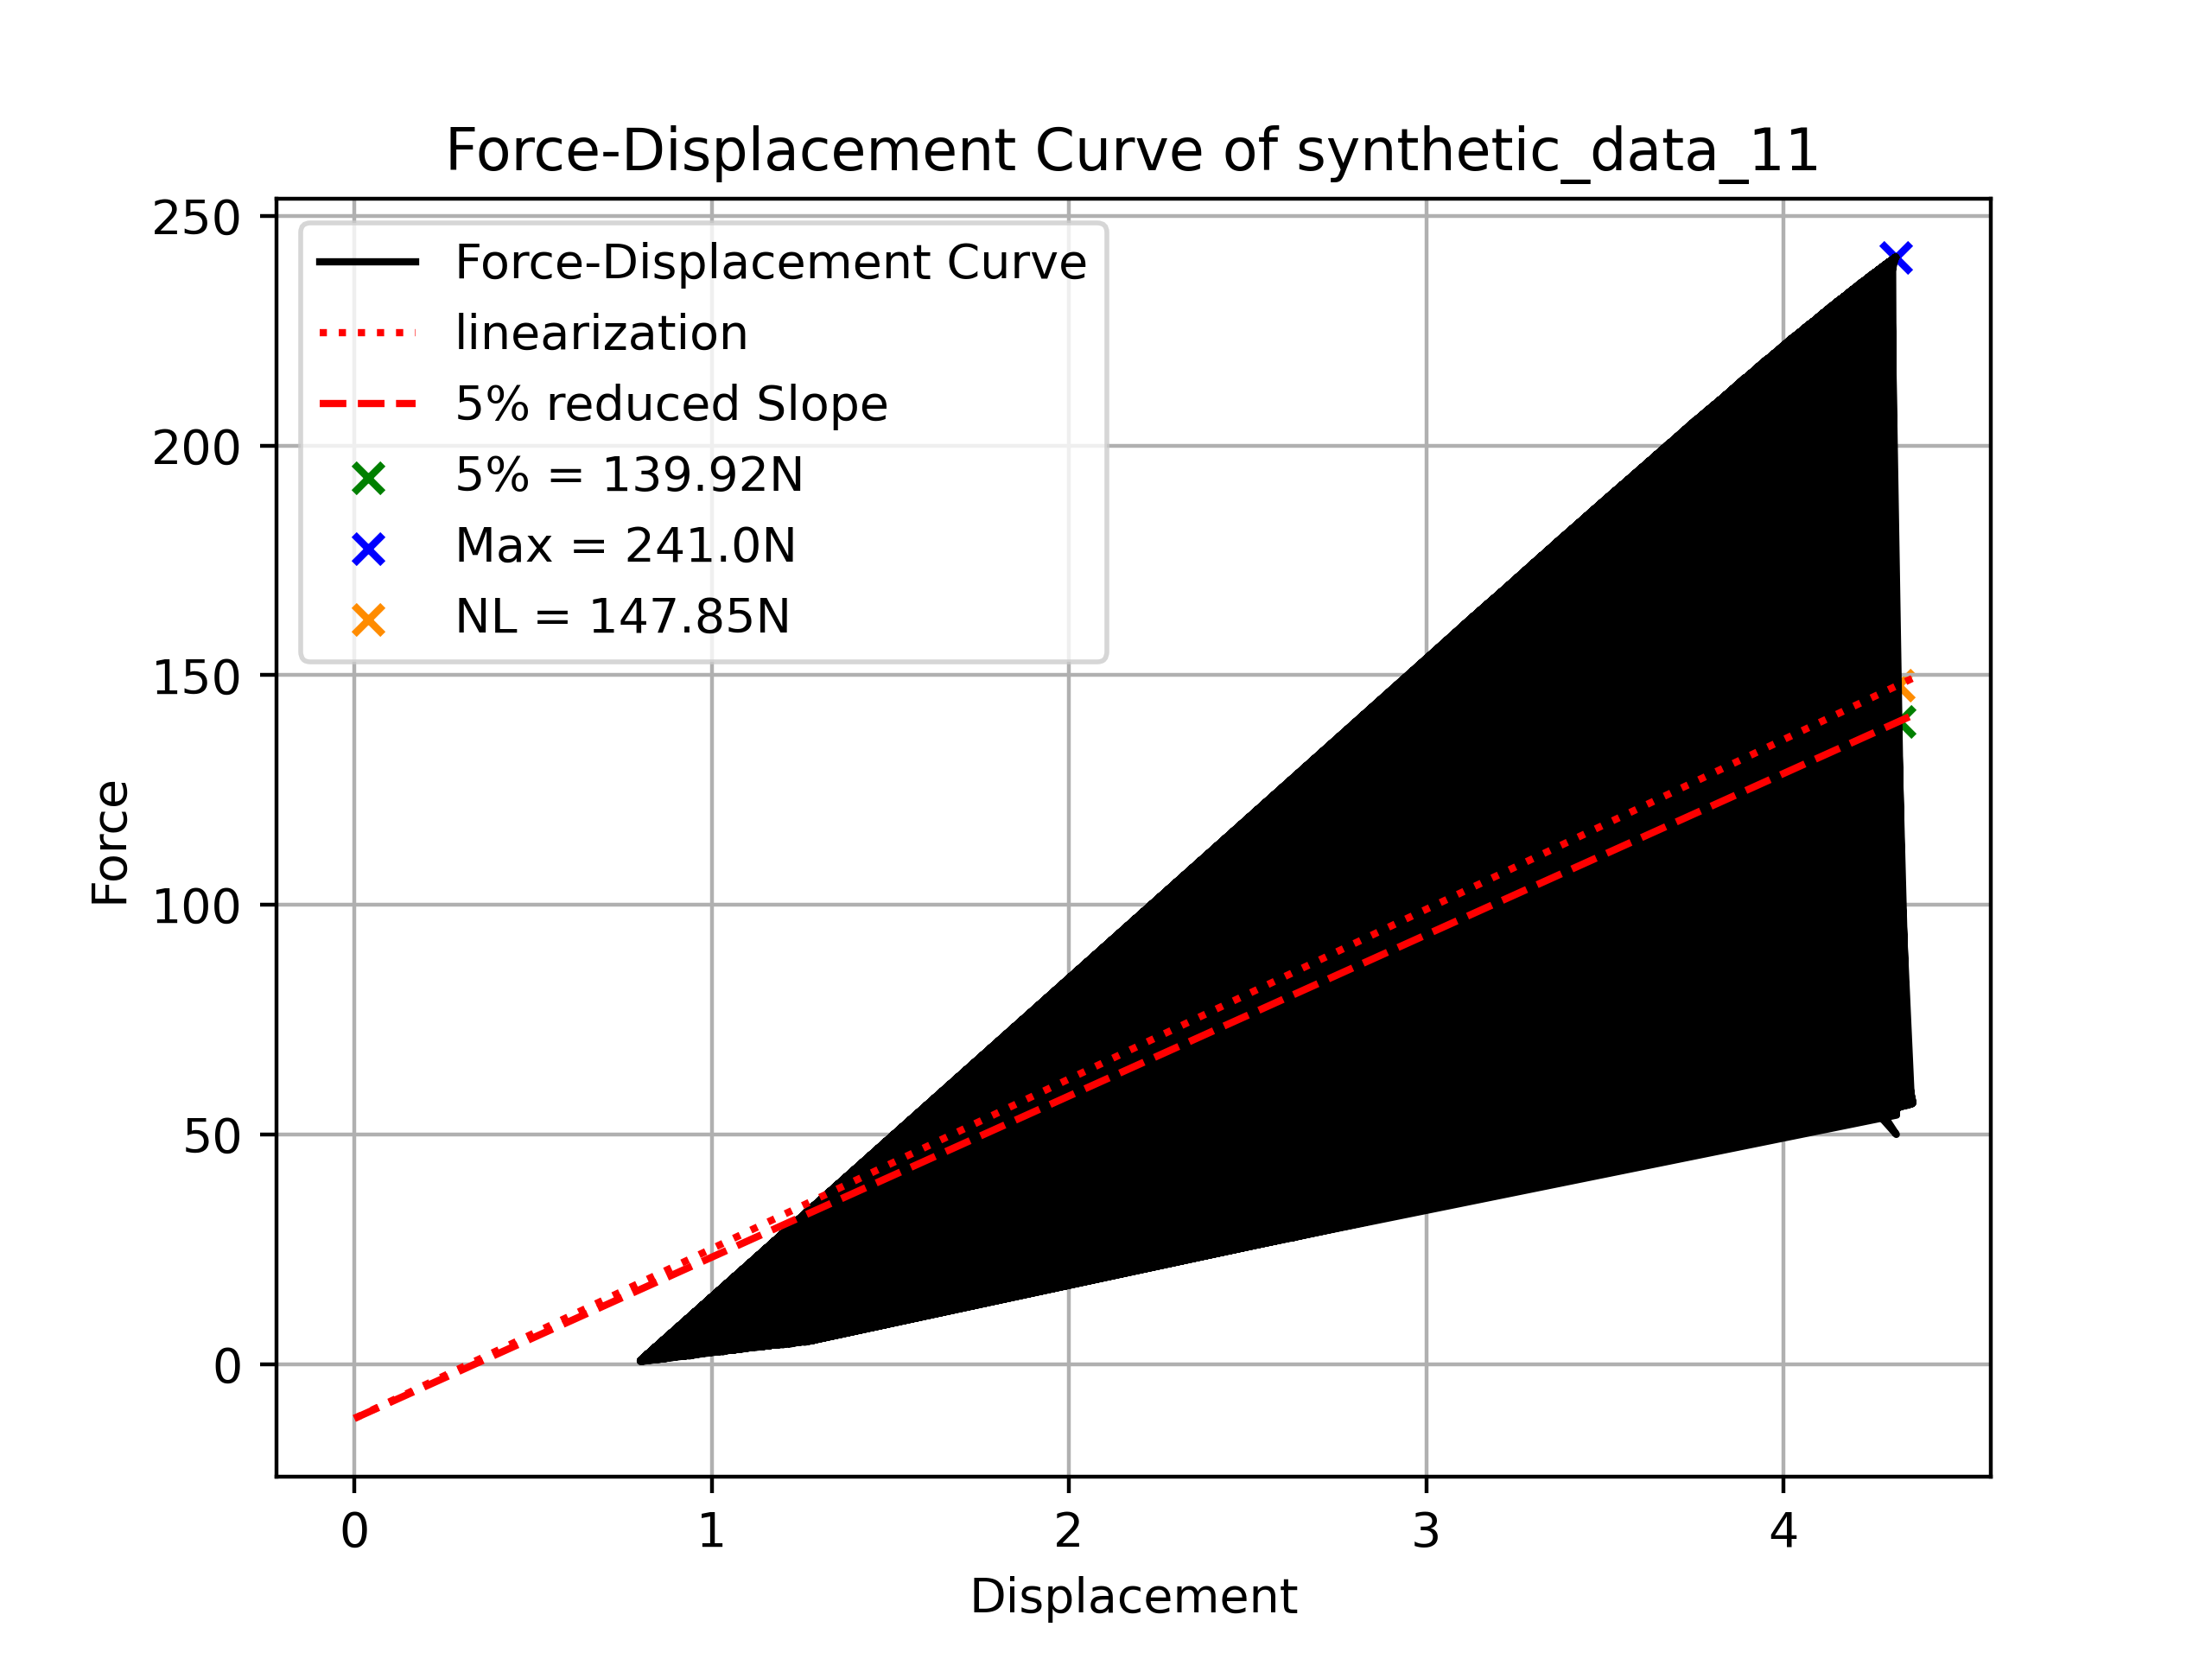 Force-Displacement Curve of synthetic_data_11
250
200
150
100
50
0
Force
Force-Displacement Curve
linearization
5% reduced Slope
5% = 139.92N
Max = 241.0N
NL = 147.85N
0 1 2 3 4
Displacement